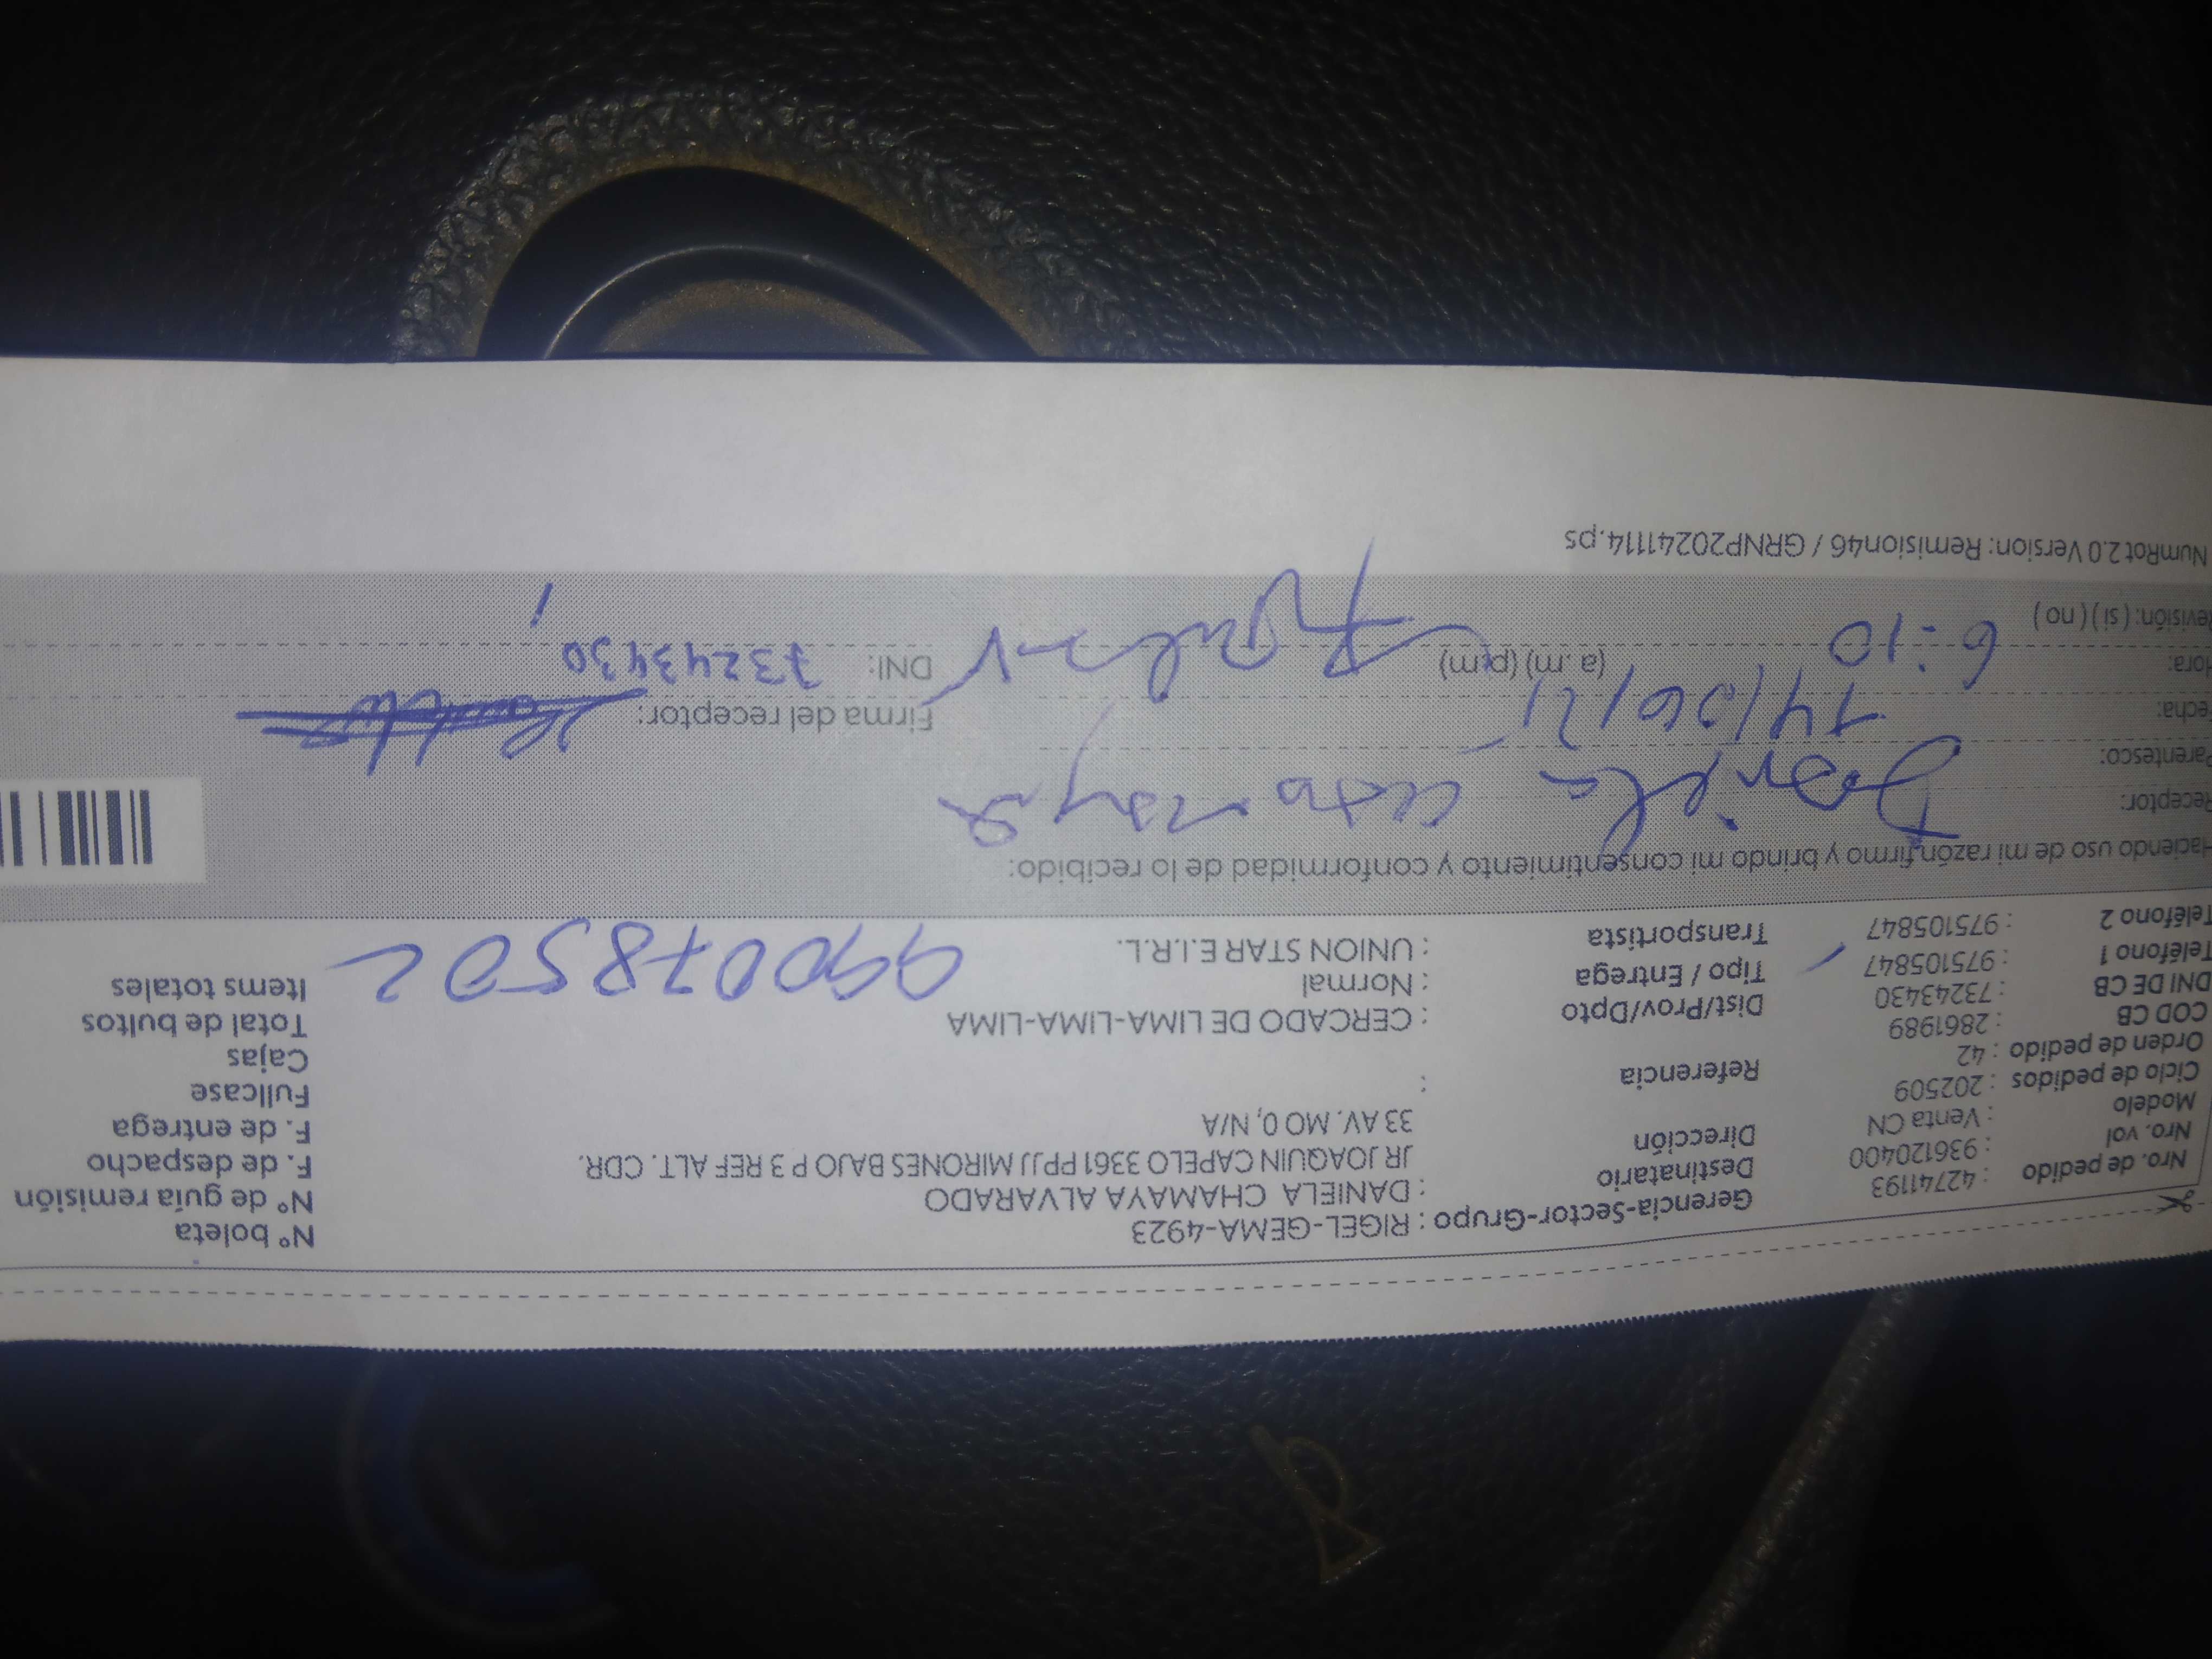 Gerencia-Sector-Grupo : RIGEL-GEMA-4923
Nº boleta
Nro. de pedido : 42741193
Destinatario : DANIELA CHAMAYA ALVARADO
Nº de guía remisión
Nro. vol : 936120400
Dirección JR JOAQUIN CAPELO 3361 PPJJ MIRONES BAJO P 3 REF ALT. CDR.
F. de despacho
Modelo : Venta CN
33 AV. MO 0, N/A
F. de entrega
Ciclo de pedidos : 202509
Referencia :
Fullcase
Orden de pedido : 42
Cajas
COD CB : 2861989
Dist/Prov/Dpto : CERCADO DE LIMA-LIMA-LIMA
Total de bultos
DNI DE CB : 73243430
Tipo / Entrega : Normal
Items totales
Teléfono 1 : 975105847
Transportista : UNION STAR E.I.R.L.
990078502
Teléfono 2 : 975105847
Haciendo uso de mi razón, firmo y brindo mi consentimiento y conformidad de lo recibido:
Receptor: Daniela
Parentesco:
Firma del receptor:
Fecha: 14/06/21
DNI: 73243430
Hora: 6:10 (a.m) (p.m)
Revisión: ( si ) ( no )
NumRot 2.0 Version: Remision46 / GRNP20241114.ps